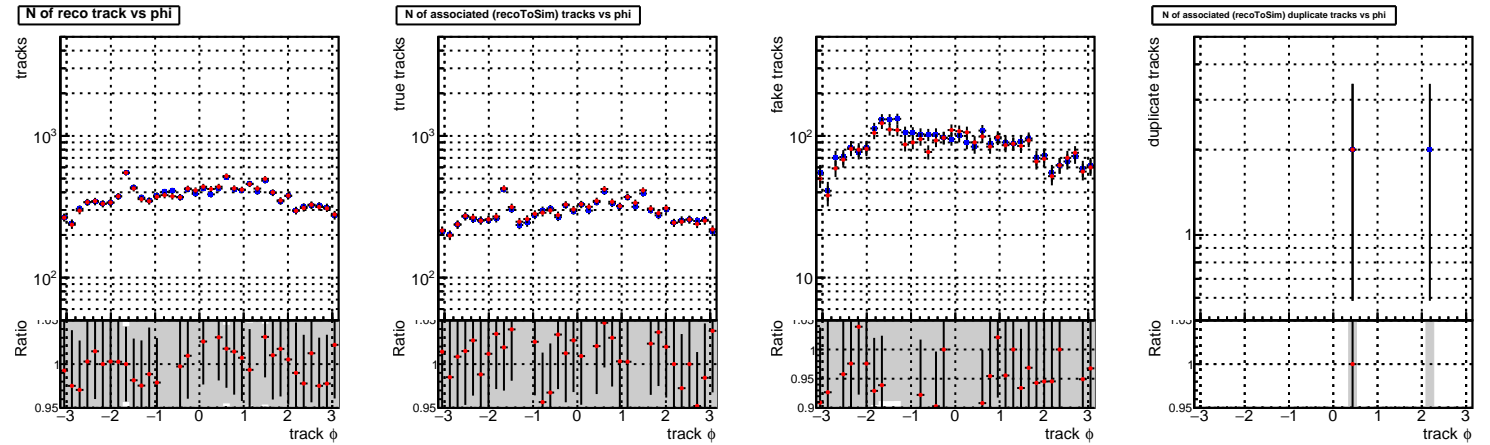 N of reco track vs phi
tracks
10³
10²
Ratio
1
0.95
−3 −2 −1 0 1 2 3
track φ
N of associated (recoToSim) tracks vs phi
true tracks
10³
10²
Ratio
1
0.95
−3 −2 −1 0 1 2 3
track φ
fake tracks
10²
10
Ratio
1
0.95
0.9
−3 −2 −1 0 1 2 3
track φ
N of associated (recoToSim) duplicate tracks vs phi
duplicate tracks
1
Ratio
1
0.95
−3 −2 −1 0 1 2 3
track φ